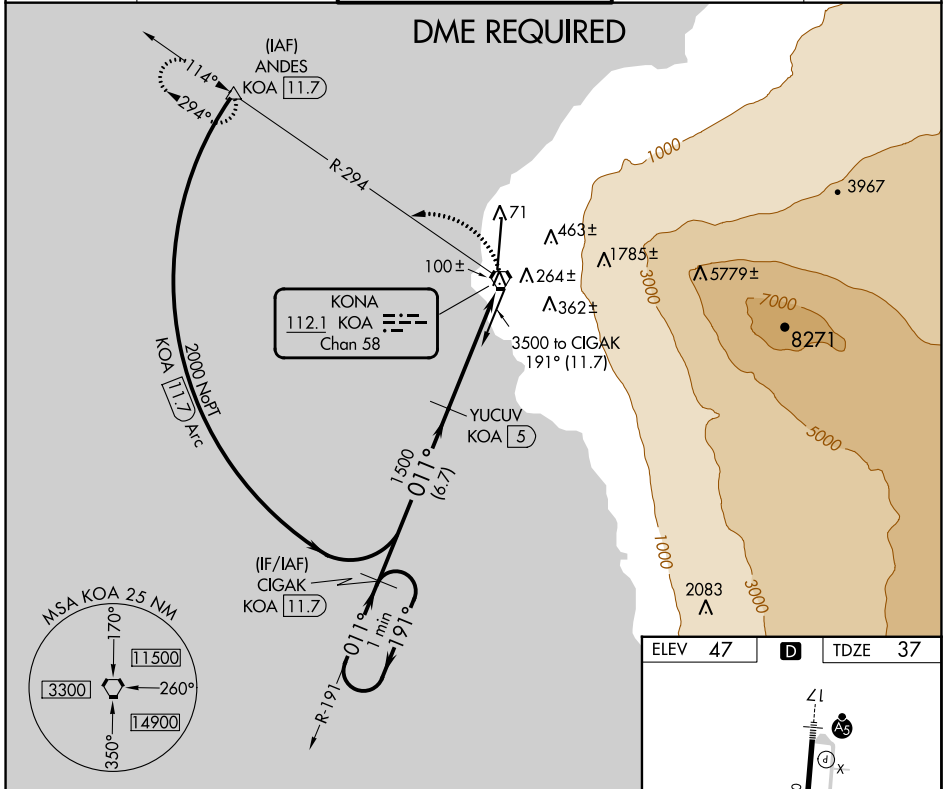 DME REQUIRED
(IAF)
ANDES
KOA 11.7
114°
294°
R-294
1000
3967
71
463±
1785±
100±
264±
5779±
3000
7000
362±
8271
KONA
112.1 KOA
Chan 58
3500 to CIGAK
191° (11.7)
2000 NoPT
KOA 11.7 Arc
YUCUV
KOA 5
5000
1500
011°
(6.7)
(IF/IAF)
CIGAK
KOA 11.7
1000
3000
2083
011°
1 min
191°
R-191
MSA KOA 25 NM
170°
11500
3300
260°
14900
350°
ELEV 47
D
TDZE 37
17
A5
P
X